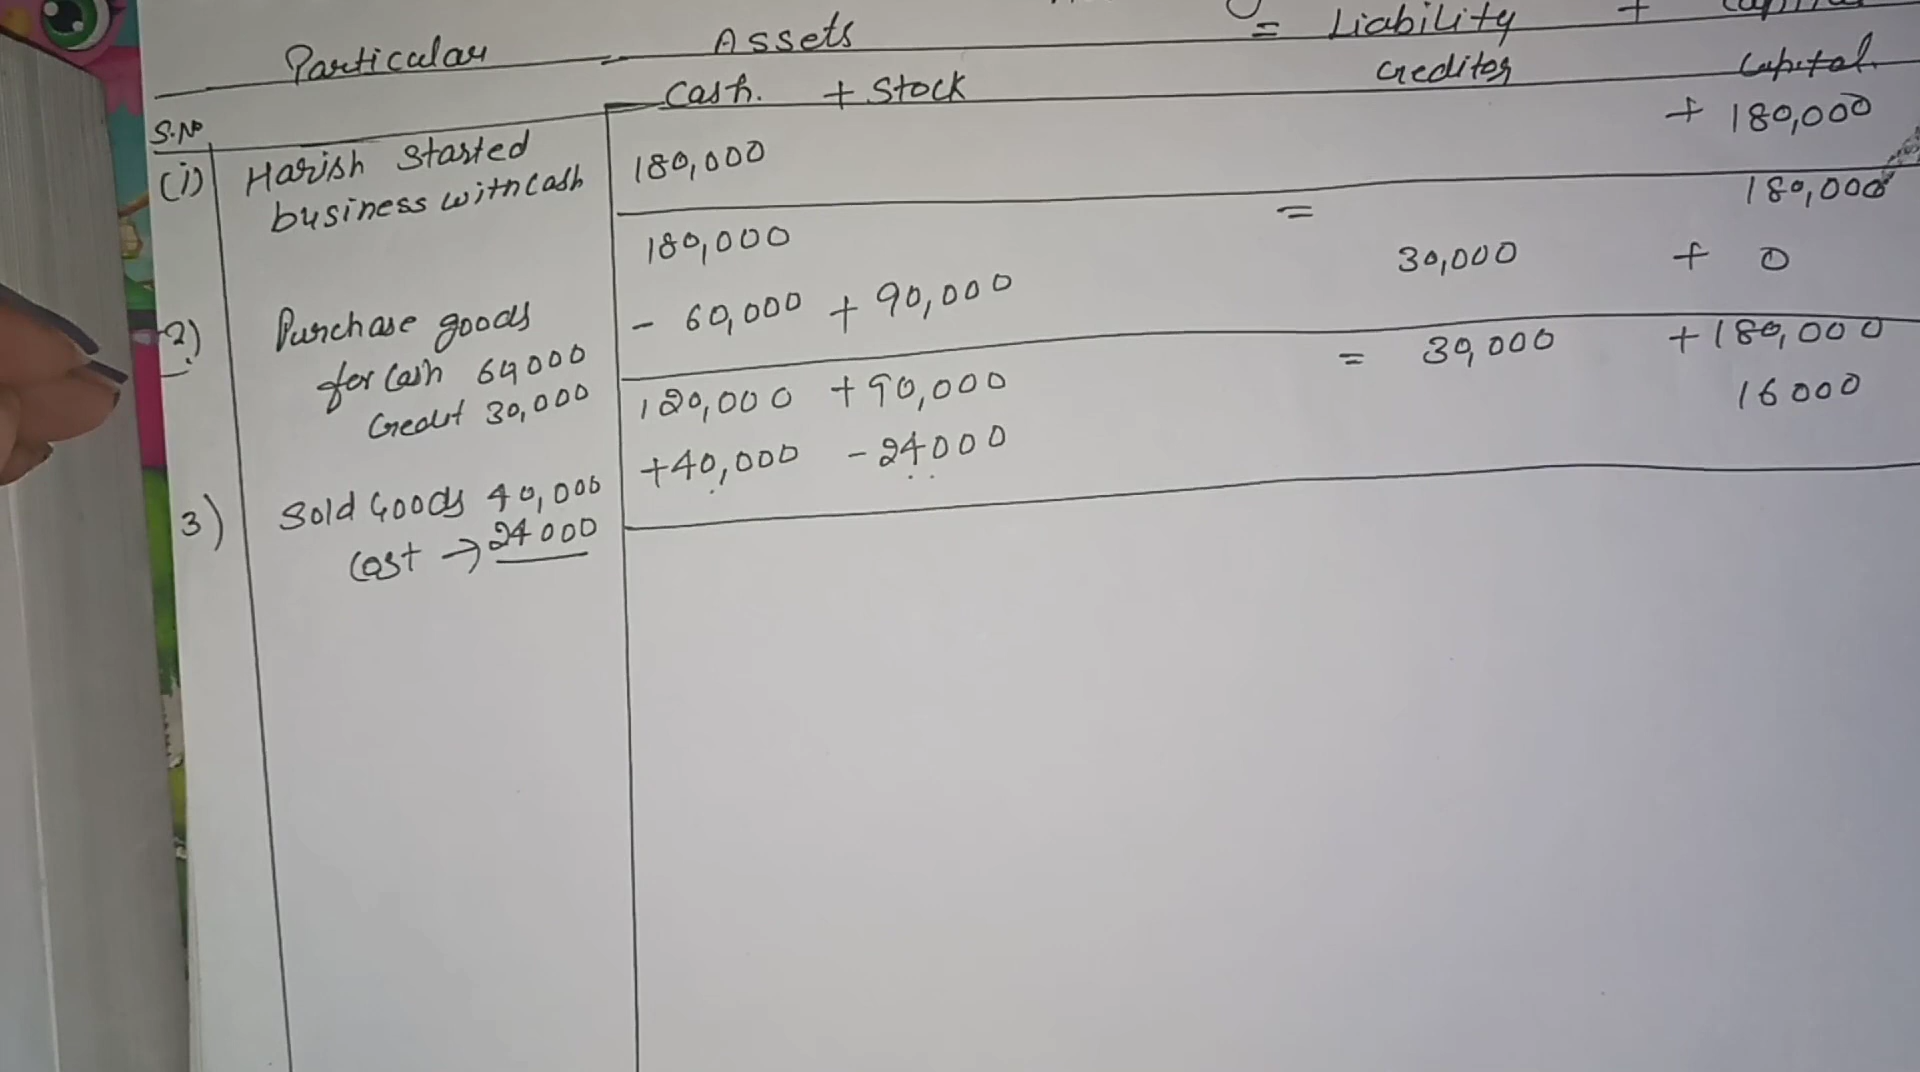 = Liability +
Particular Assets
Cash. + Stock creditor capital
S.No
(i) Harish started 180,000 + 180,000
business with cash
180,000 = 180,000
2) Purchase goods - 60,000 + 90,000 30,000 + 0
for Cash 60,000
Credit 30,000 120,000 + 90,000 = 30,000 + 180,000
3) Sold Goods 40,000 +40,000 - 24000 16000
Cost → 24000